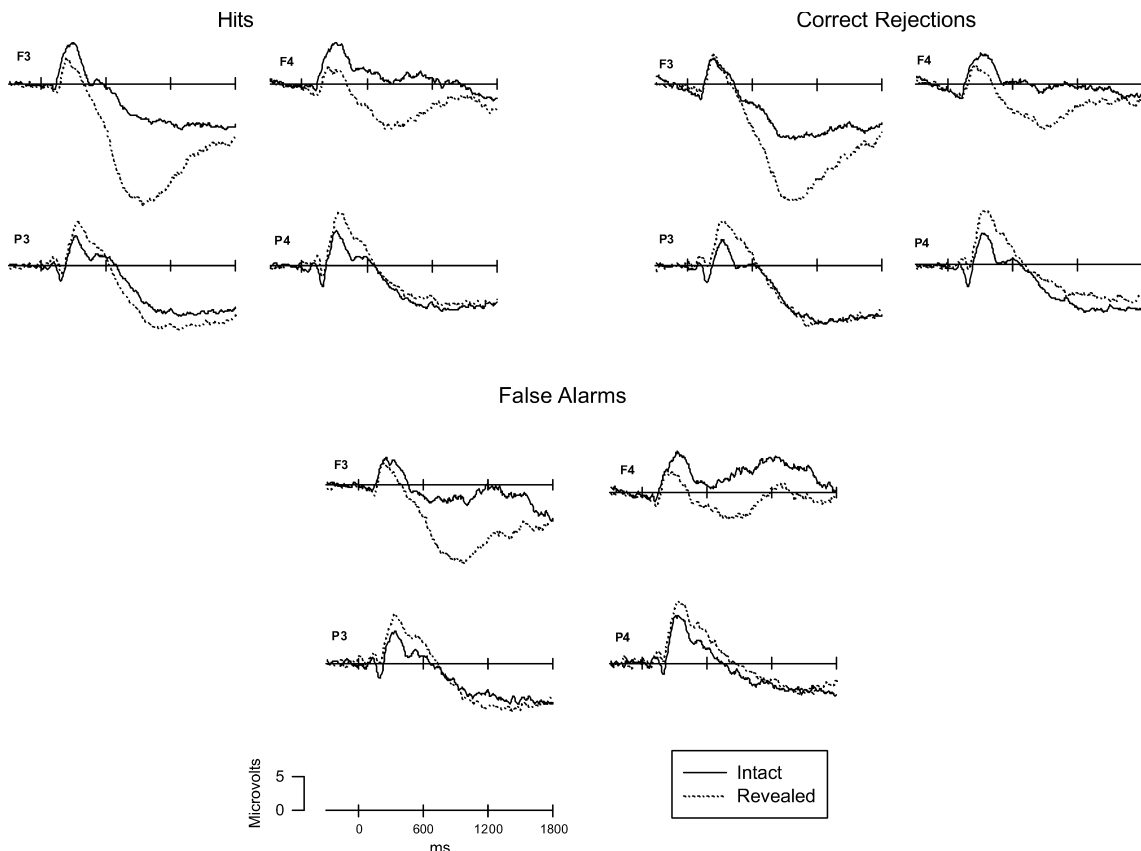 Hits
Correct Rejections
F3
F4
F3
F4
P3
P4
P3
P4
False Alarms
F3
F4
P3
P4
Microvolts
5
0
0 600 1200 1800
ms
Intact
Revealed